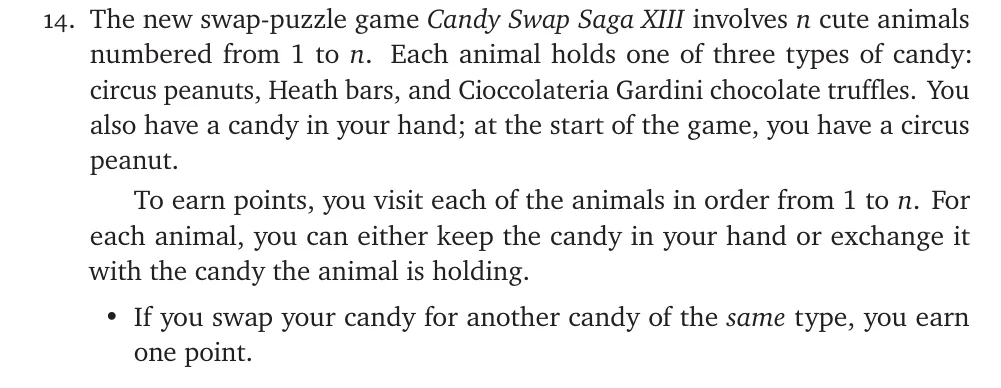 14. The new swap-puzzle game Candy Swap Saga XIII involves n cute animals
numbered from 1 to n. Each animal holds one of three types of candy:
circus peanuts, Heath bars, and Cioccolateria Gardini chocolate truffles. You
also have a candy in your hand; at the start of the game, you have a circus
peanut.
To earn points, you visit each of the animals in order from 1 to n. For
each animal, you can either keep the candy in your hand or exchange it
with the candy the animal is holding.
• If you swap your candy for another candy of the same type, you earn
one point.